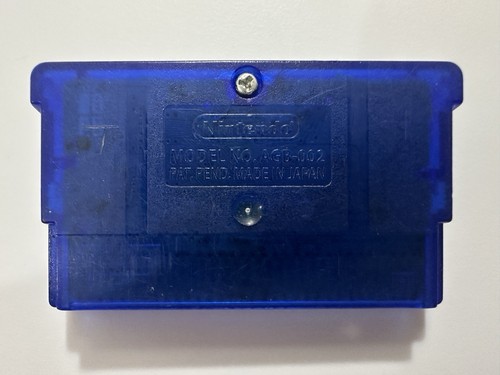 Nintendo
MODEL NO. AGB-002
PAT. PEND. MADE IN JAPAN